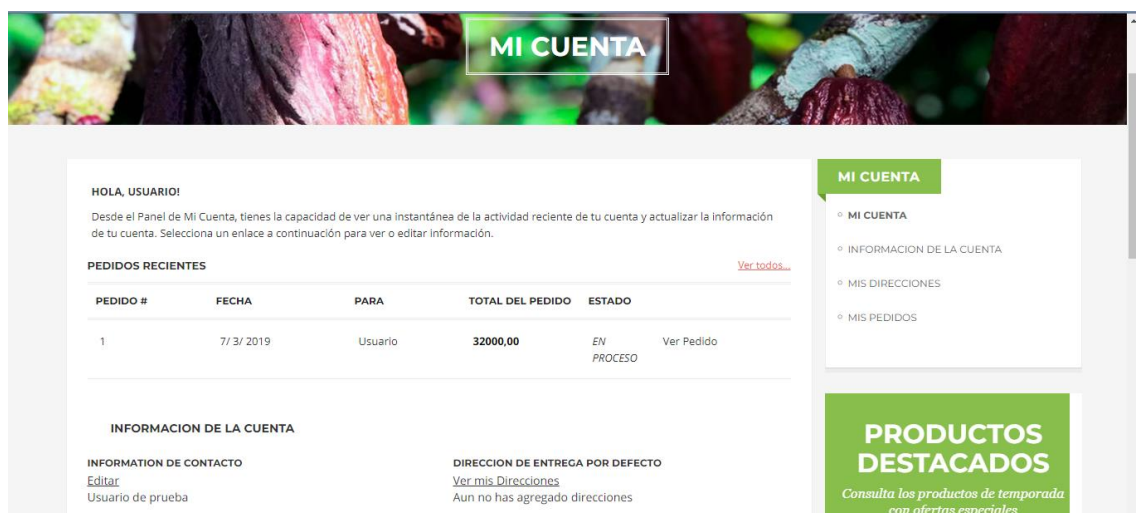 MI CUENTA
HOLA, USUARIO!
Desde el Panel de Mi Cuenta, tienes la capacidad de ver una instantánea de la actividad reciente de tu cuenta y actualizar la información
de tu cuenta. Selecciona un enlace a continuación para ver o editar información.
PEDIDOS RECIENTES Ver todos...
PEDIDO # FECHA PARA TOTAL DEL PEDIDO ESTADO
1 7/ 3/ 2019 Usuario 32000,00 EN Ver Pedido
PROCESO
INFORMACION DE LA CUENTA
INFORMATION DE CONTACTO
Editar
Usuario de prueba
DIRECCION DE ENTREGA POR DEFECTO
Ver mis Direcciones
Aun no has agregado direcciones
MI CUENTA
MI CUENTA
INFORMACION DE LA CUENTA
MIS DIRECCIONES
MIS PEDIDOS
PRODUCTOS
DESTACADOS
Consulta los productos de temporada
con ofertas especiales